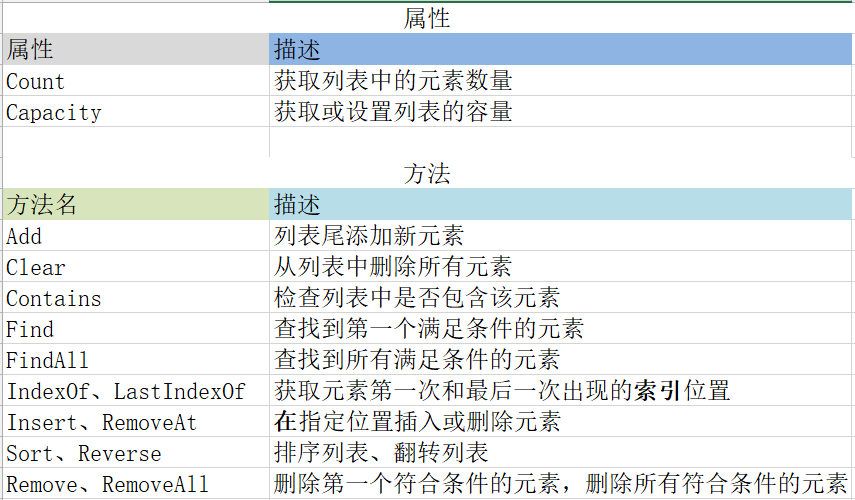 属性
属性 描述
Count 获取列表中的元素数量
Capacity 获取或设置列表的容量
方法
方法名 描述
Add 列表尾添加新元素
Clear 从列表中删除所有元素
Contains 检查列表中是否包含该元素
Find 查找到第一个满足条件的元素
FindAll 查找到所有满足条件的元素
IndexOf、LastIndexOf 获取元素第一次和最后一次出现的索引位置
Insert、RemoveAt 在指定位置插入或删除元素
Sort、Reverse 排序列表、翻转列表
Remove、RemoveAll 删除第一个符合条件的元素，删除所有符合条件的元素